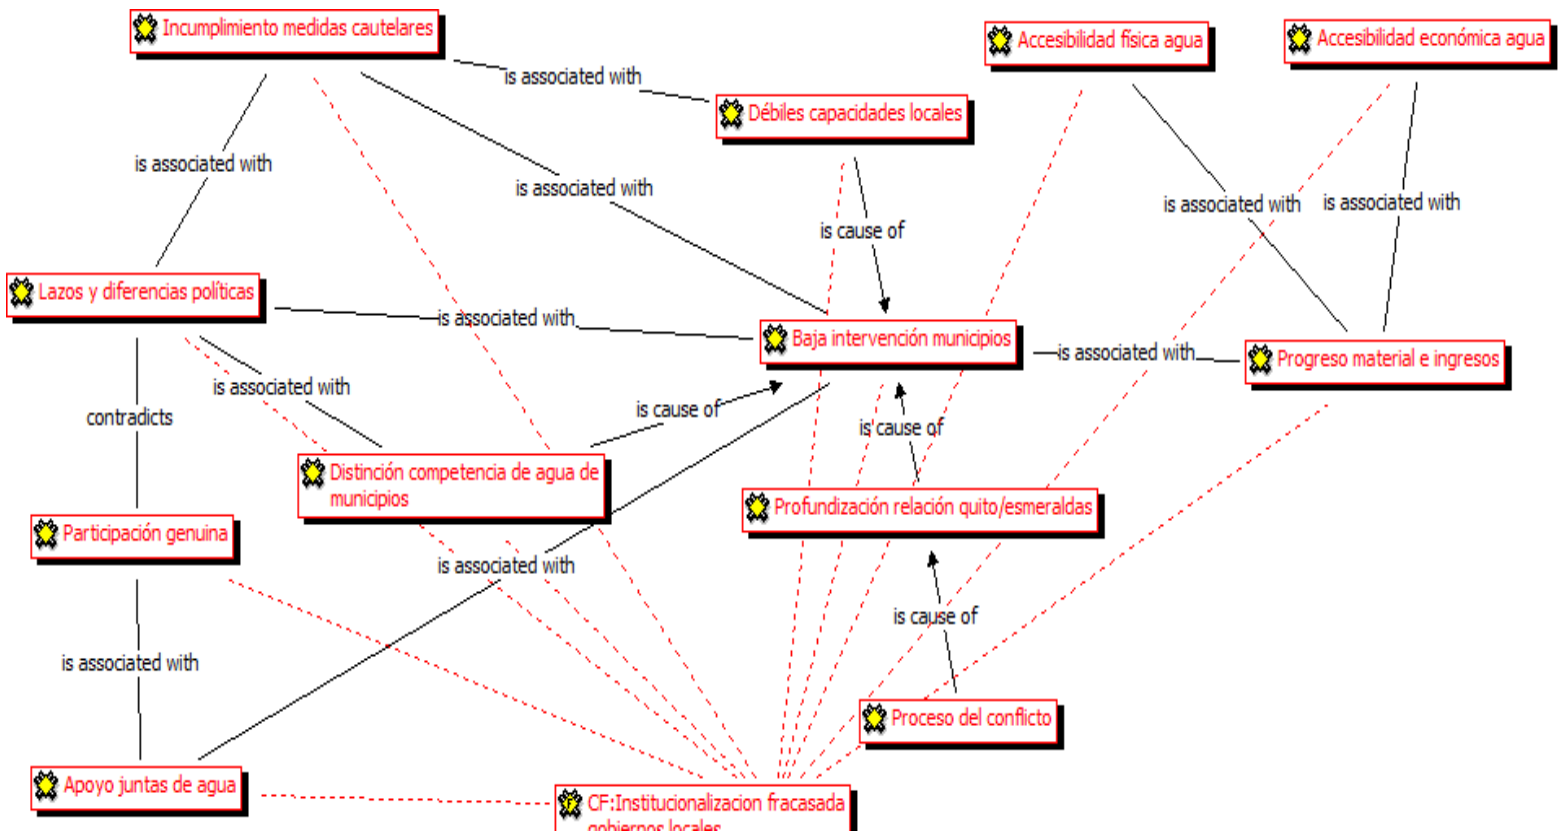 Incumplimiento medidas cautelares
Accesibilidad física agua
Accesibilidad económica agua
is associated with
Débiles capacidades locales
is associated with
is associated with
is associated with
is associated with
is cause of
Lazos y diferencias políticas
is associated with
Baja intervención municipios
is associated with
Progreso material e ingresos
is associated with
contradicts
is cause of
is cause of
Distinción competencia de agua de
municipios
Profundización relación quito/esmeraldas
Participación genuina
is associated with
is cause of
is associated with
Proceso del conflicto
Apoyo juntas de agua
CF:Institucionalizacion fracasada
gobiernos locales